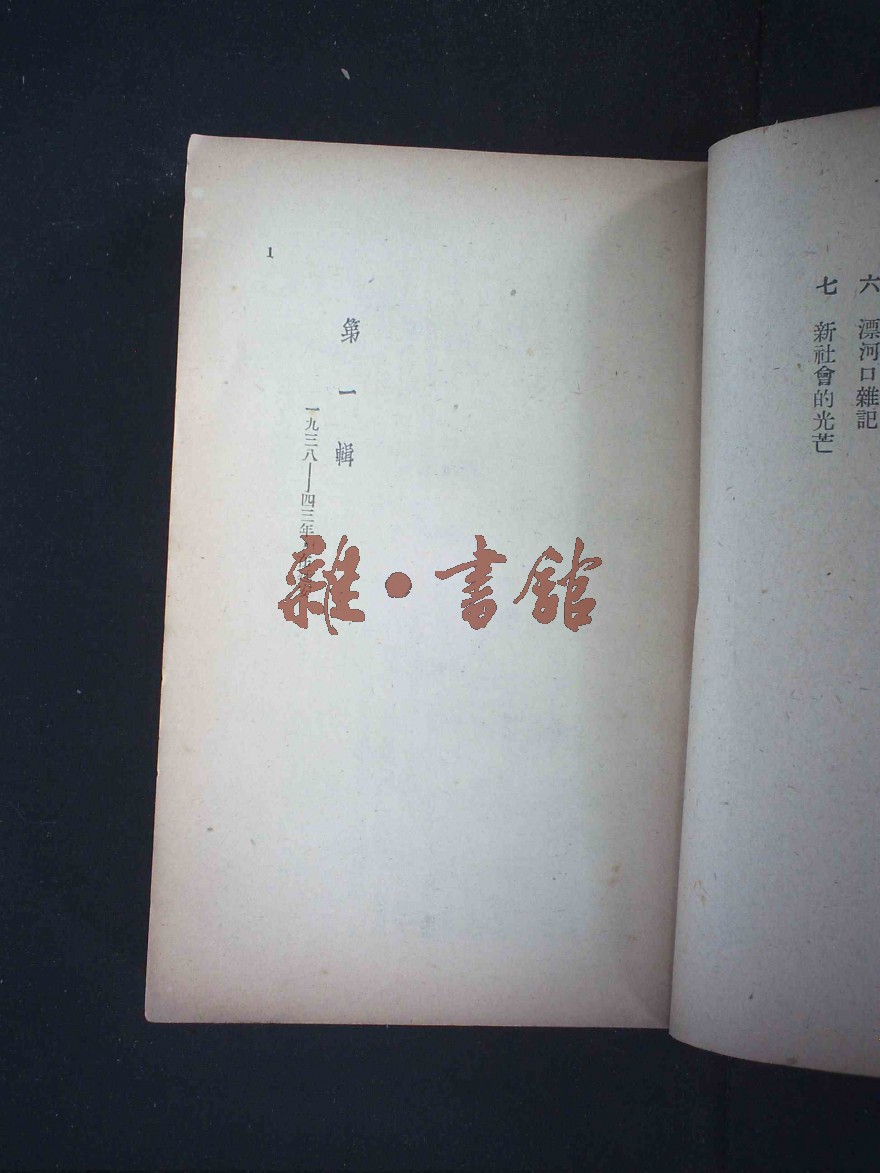 六 漂河口雜記
七 新社會的光芒
1
第一輯
一九三八——四三年
雜·書館